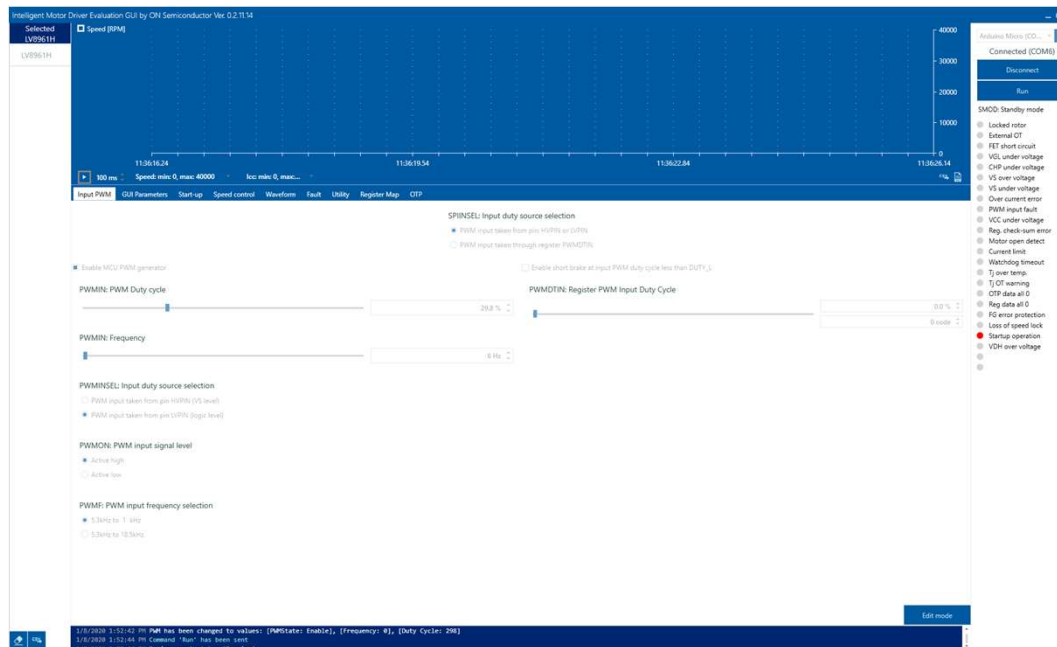 Intelligent Motor Driver Evaluation GUI by ON Semiconductor Ver. 0.2.11.14
Selected
LV8961H
LV8961H
Speed [RPM]
40000
30000
20000
10000
0
11:36:16.24
11:36:19.54
11:36:22.84
11:36:26.14
100 ms
Speed: min: 0, max: 40000
Icc: min: 0, max:...
Input PWM
GUI Parameters
Start-up
Speed control
Waveform
Fault
Utility
Register Map
OTP
SPIINSEL: Input duty source selection
PWM input taken from pin HVPIN or LVPIN
PWM input taken through register PWMDTIN
Enable MCU PWM generator
Enable short brake at input PWM duty cycle less than DUTY_L
PWMIN: PWM Duty cycle
29.8 %
PWMDTIN: Register PWM Input Duty Cycle
0.0 %
0 code
PWMIN: Frequency
Hz
PWMINSEL: Input duty source selection
PWM input taken from pin HVPIN (VS level)
PWM input taken from pin LVPIN (logic level)
PWMON: PWM input signal level
Active high
Active low
PWMF: PWM input frequency selection
5.3Hz to 1 kHz
Edit mode
1/8/2020 1:52:42 PM PWM has been changed to values: [PWMState: Enable], [Frequency: 0], [Duty Cycle: 298]
1/8/2020 1:52:44 PM Command 'Run' has been sent
Arduino Micro (CO...
Connected (COM6)
Disconnect
Run
SMOD: Standby mode
Locked rotor
External OT
FET short circuit
VGL under voltage
CHP under voltage
VS over voltage
VS under voltage
Over current error
PWM input fault
VCC under voltage
Reg. check-sum error
Motor open detect
Current limit
Watchdog timeout
Tj over temp.
Tj OT warning
OTP data all 0
Reg data all 0
FG error protection
Loss of speed lock
Startup operation
VDH over voltage